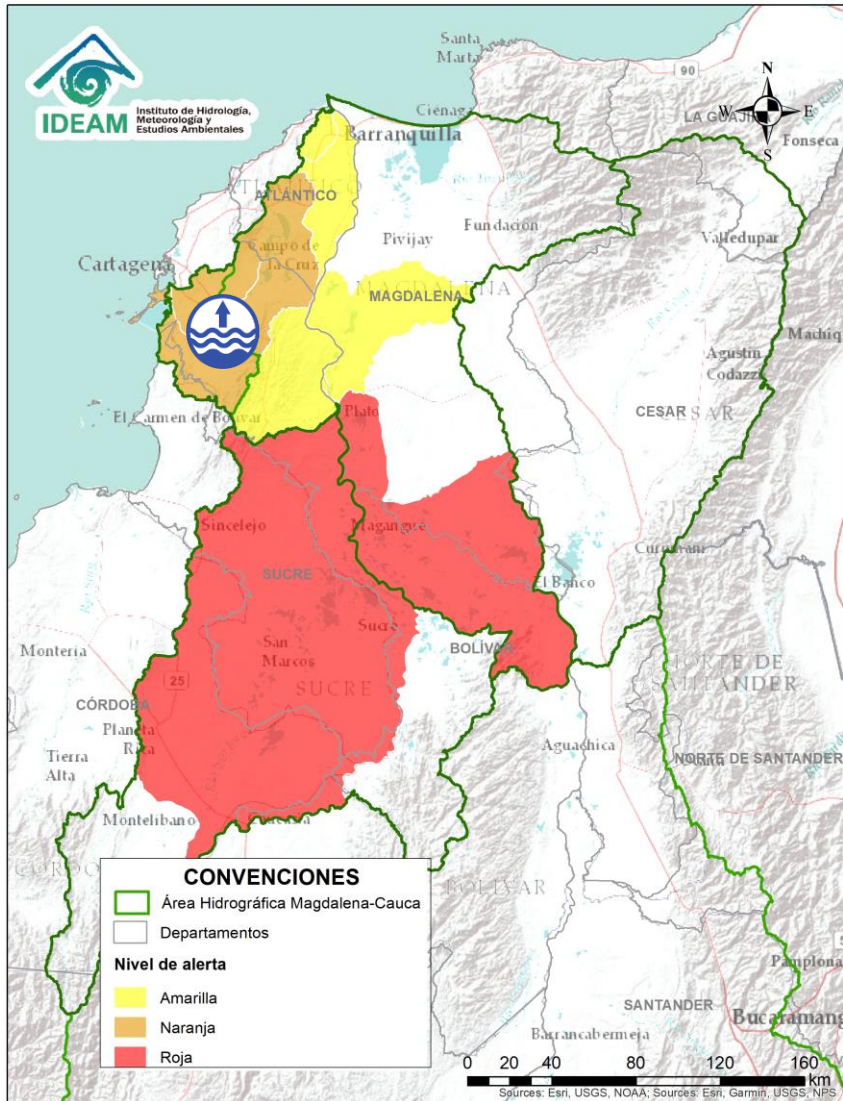 IDEAM
Instituto de Hidrología,
Meteorología y
Estudios Ambientales
Santa
Marta
90
N
W
E
S
Ciénaga
LA GUAJIRA
Barranquilla
Fonseca
ATLÁNTICO
Fundación
Valledupar
Pivijay
Campo de
la Cruz
Cartagena
MAGDALENA
Agustín
Codazzi
Machiq
El Carmen de Bolívar
Plato
CESAR
CESAR
Sincelejo
Magangué
Curumani
El Banco
SUCRE
Sucre
Montería
San
Marcos
BOLÍVAR
NORTE DE
SANTANDER
25
SUCRE
CÓRDOBA
Planeta
Rica
Aguachica
Tierra
Alta
NORTE DE SANTANDER
Montelibano
BOLÍVAR
CONVENCIONES
Área Hidrográfica Magdalena-Cauca
Departamentos
Nivel de alerta
Amarilla
Naranja
Roja
Pamplona
SANTANDER
Bucaramang
Barrancabermeja
0 20 40 80 120 160
Km
Sources: Esri, USGS, NOAA; Sources: Esri, Garmin, USGS, NPS